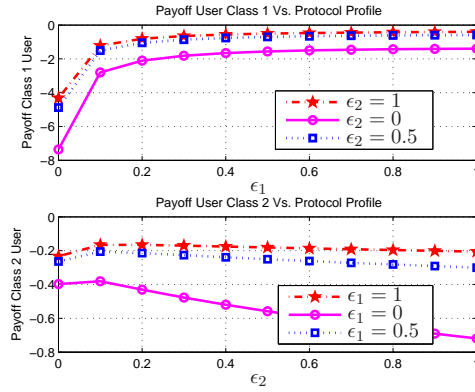 Payoff User Class 1 Vs. Protocol Profile
Payoff Class 1 User
0
−2
−4
−6
−8
0 0.2 0.4 0.6 0.8 1
ϵ₂ = 1
ϵ₂ = 0
ϵ₂ = 0.5
ϵ₁
Payoff User Class 2 Vs. Protocol Profile
Payoff Class 2 User
0
−0.2
−0.4
−0.6
−0.8
0 0.2 0.4 0.6 0.8 1
ϵ₁ = 1
ϵ₁ = 0
ϵ₁ = 0.5
ϵ₂